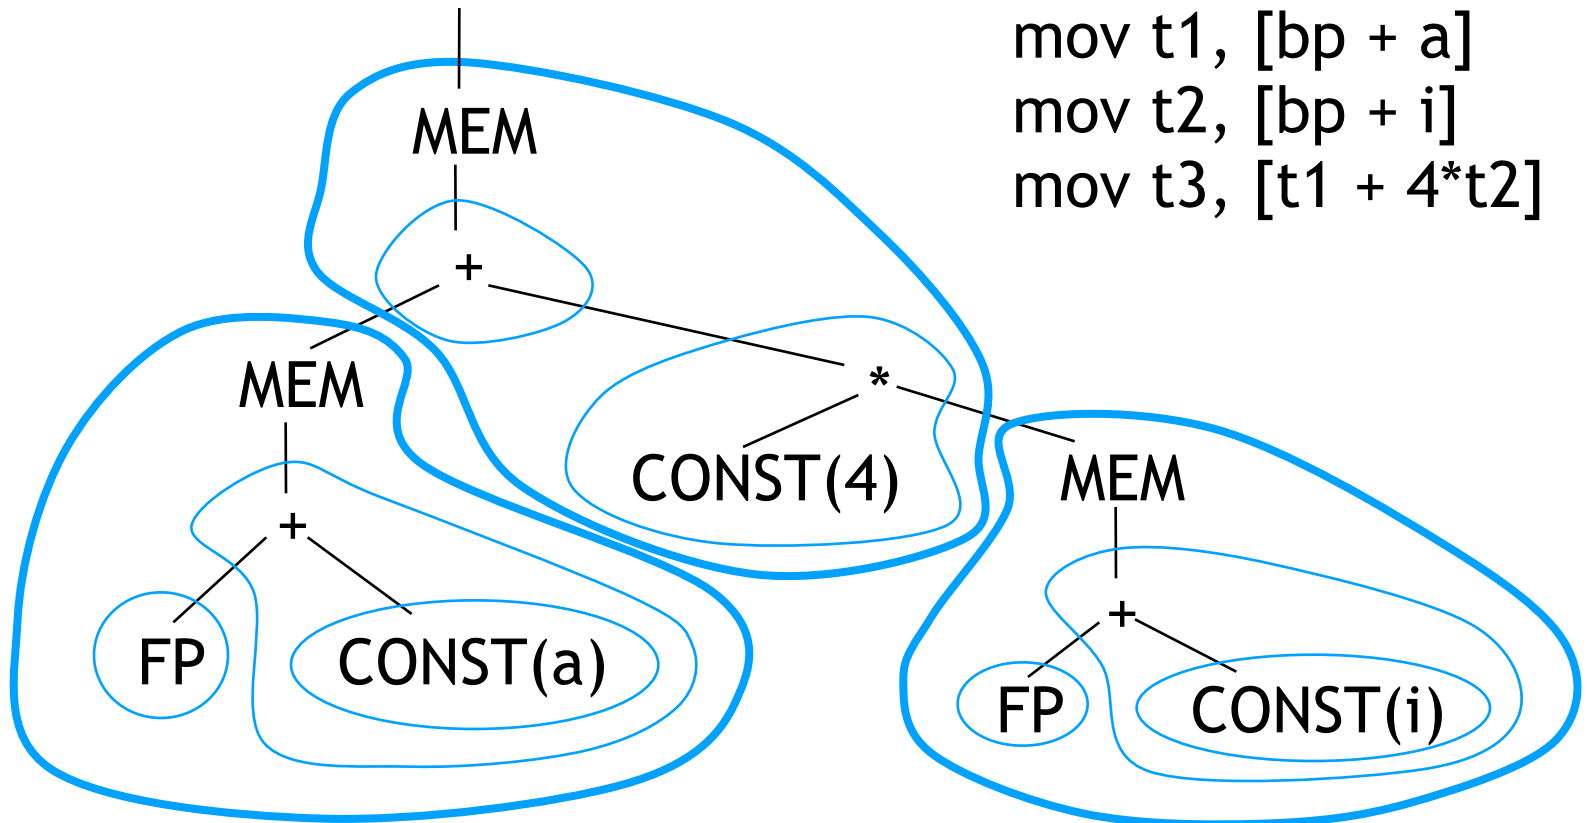 mov t1, [bp + a]
mov t2, [bp + i]
mov t3, [t1 + 4*t2]
MEM
+
MEM
*
CONST(4)
MEM
+
+
FP
CONST(a)
FP
CONST(i)